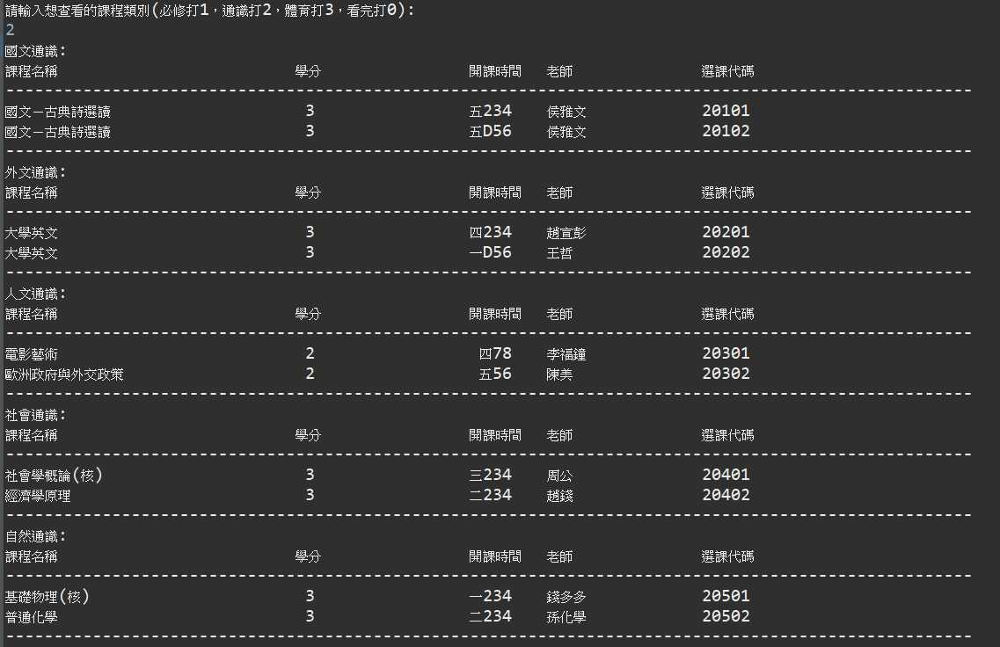 請輸入想查看的課程類別(必修打1，通識打2，體育打3，看完打0):
2
國文通識:
課程名稱 學分 開課時間 老師 選課代碼
--------------------------------------------------------------------------------
國文－古典詩選讀 3 五234 侯雅文 20101
國文－古典詩選讀 3 五D56 侯雅文 20102
--------------------------------------------------------------------------------
外文通識:
課程名稱 學分 開課時間 老師 選課代碼
--------------------------------------------------------------------------------
大學英文 3 四234 趙宣彭 20201
大學英文 3 一D56 王哲 20202
--------------------------------------------------------------------------------
人文通識:
課程名稱 學分 開課時間 老師 選課代碼
--------------------------------------------------------------------------------
電影藝術 2 四78 李福鐘 20301
歐洲政府與外交政策 2 五56 陳美 20302
--------------------------------------------------------------------------------
社會通識:
課程名稱 學分 開課時間 老師 選課代碼
--------------------------------------------------------------------------------
社會學概論(核) 3 三234 周公 20401
經濟學原理 3 二234 趙錢 20402
--------------------------------------------------------------------------------
自然通識:
課程名稱 學分 開課時間 老師 選課代碼
--------------------------------------------------------------------------------
基礎物理(核) 3 一234 錢多多 20501
普通化學 3 二234 孫化學 20502
--------------------------------------------------------------------------------